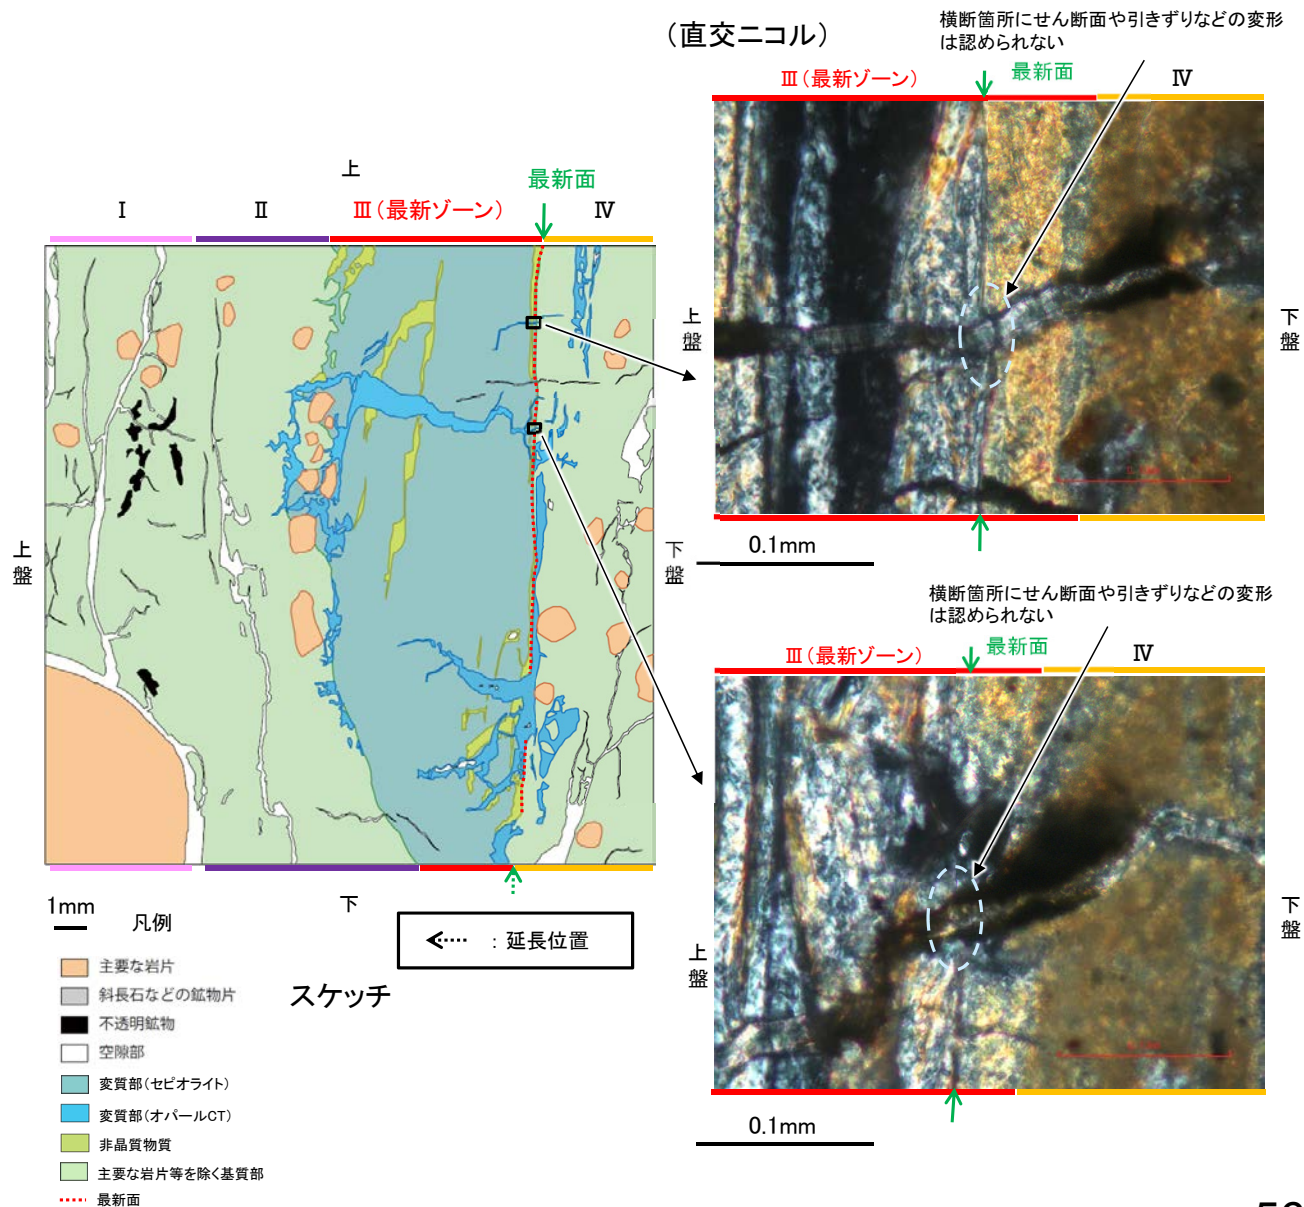 (直交ニコル)
横断箇所にせん断面や引きずりなどの変形
は認められない
Ⅲ(最新ゾーン)
最新面
Ⅳ
上盤
下盤
0.1mm
上
最新面
Ⅰ
Ⅱ
Ⅲ(最新ゾーン)
Ⅳ
上盤
下盤
下
横断箇所にせん断面や引きずりなどの変形
は認められない
Ⅲ(最新ゾーン)
最新面
Ⅳ
上盤
下盤
0.1mm
1mm
凡例
:延長位置
スケッチ
主要な岩片
斜長石などの鉱物片
不透明鉱物
空隙部
変質部(セピオライト)
変質部(オパールCT)
非晶質物質
主要な岩片等を除く基質部
最新面